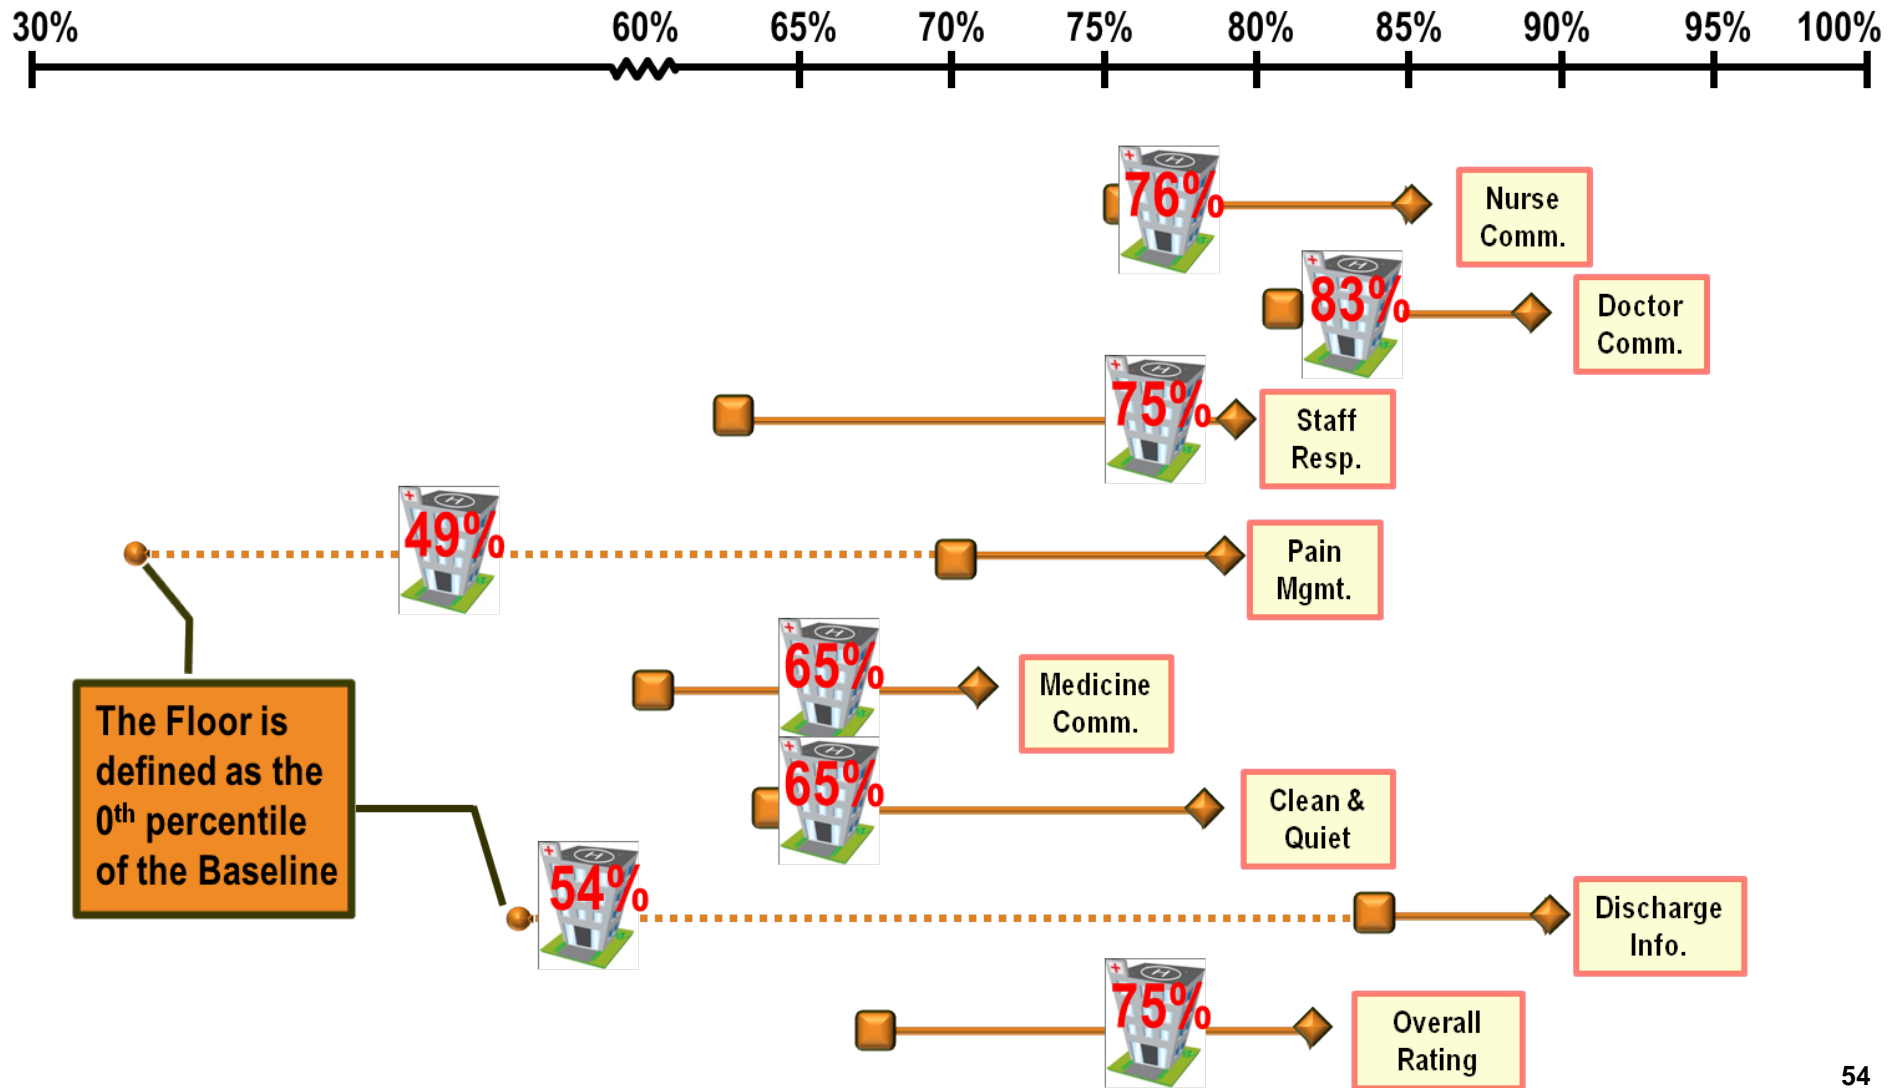 30% 60% 65% 70% 75% 80% 85% 90% 95% 100%
76%
Nurse
Comm.
83%
Doctor
Comm.
75%
Staff
Resp.
49%
Pain
Mgmt.
65%
Medicine
Comm.
The Floor is
defined as the
0th percentile
of the Baseline
65%
Clean &
Quiet
54%
Discharge
Info.
75%
Overall
Rating
54